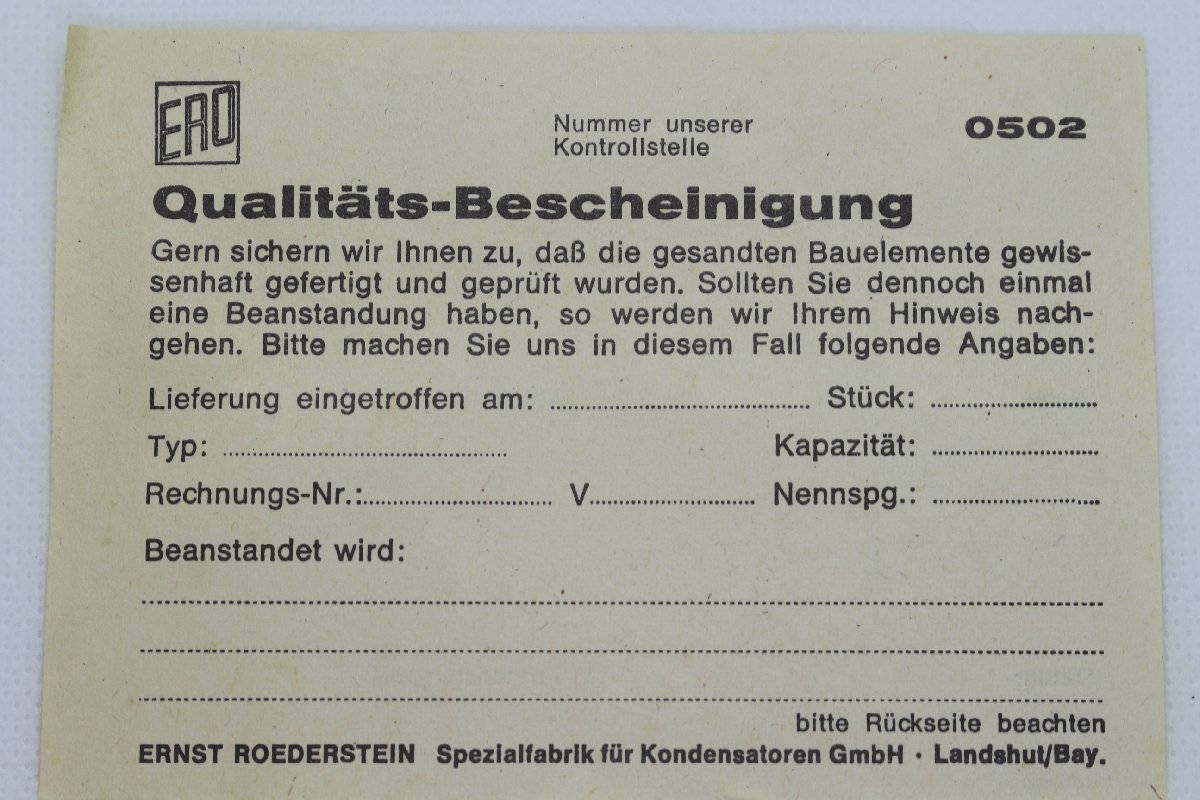 ERO
Nummer unserer
Kontrollstelle
0502
Qualitäts-Bescheinigung
Gern sichern wir Ihnen zu, daß die gesandten Bauelemente gewis-
senhaft gefertigt und geprüft wurden. Sollten Sie dennoch einmal
eine Beanstandung haben, so werden wir Ihrem Hinweis nach-
gehen. Bitte machen Sie uns in diesem Fall folgende Angaben:
Lieferung eingetroffen am: ........................ Stück: ........................
Typ: ........................ Kapazität: ........................
Rechnungs-Nr.:........................ V........................ Nennspg.: ........................
Beanstandet wird:
bitte Rückseite beachten
ERNST ROEDERSTEIN Spezialfabrik für Kondensatoren GmbH · Landshut/Bay.